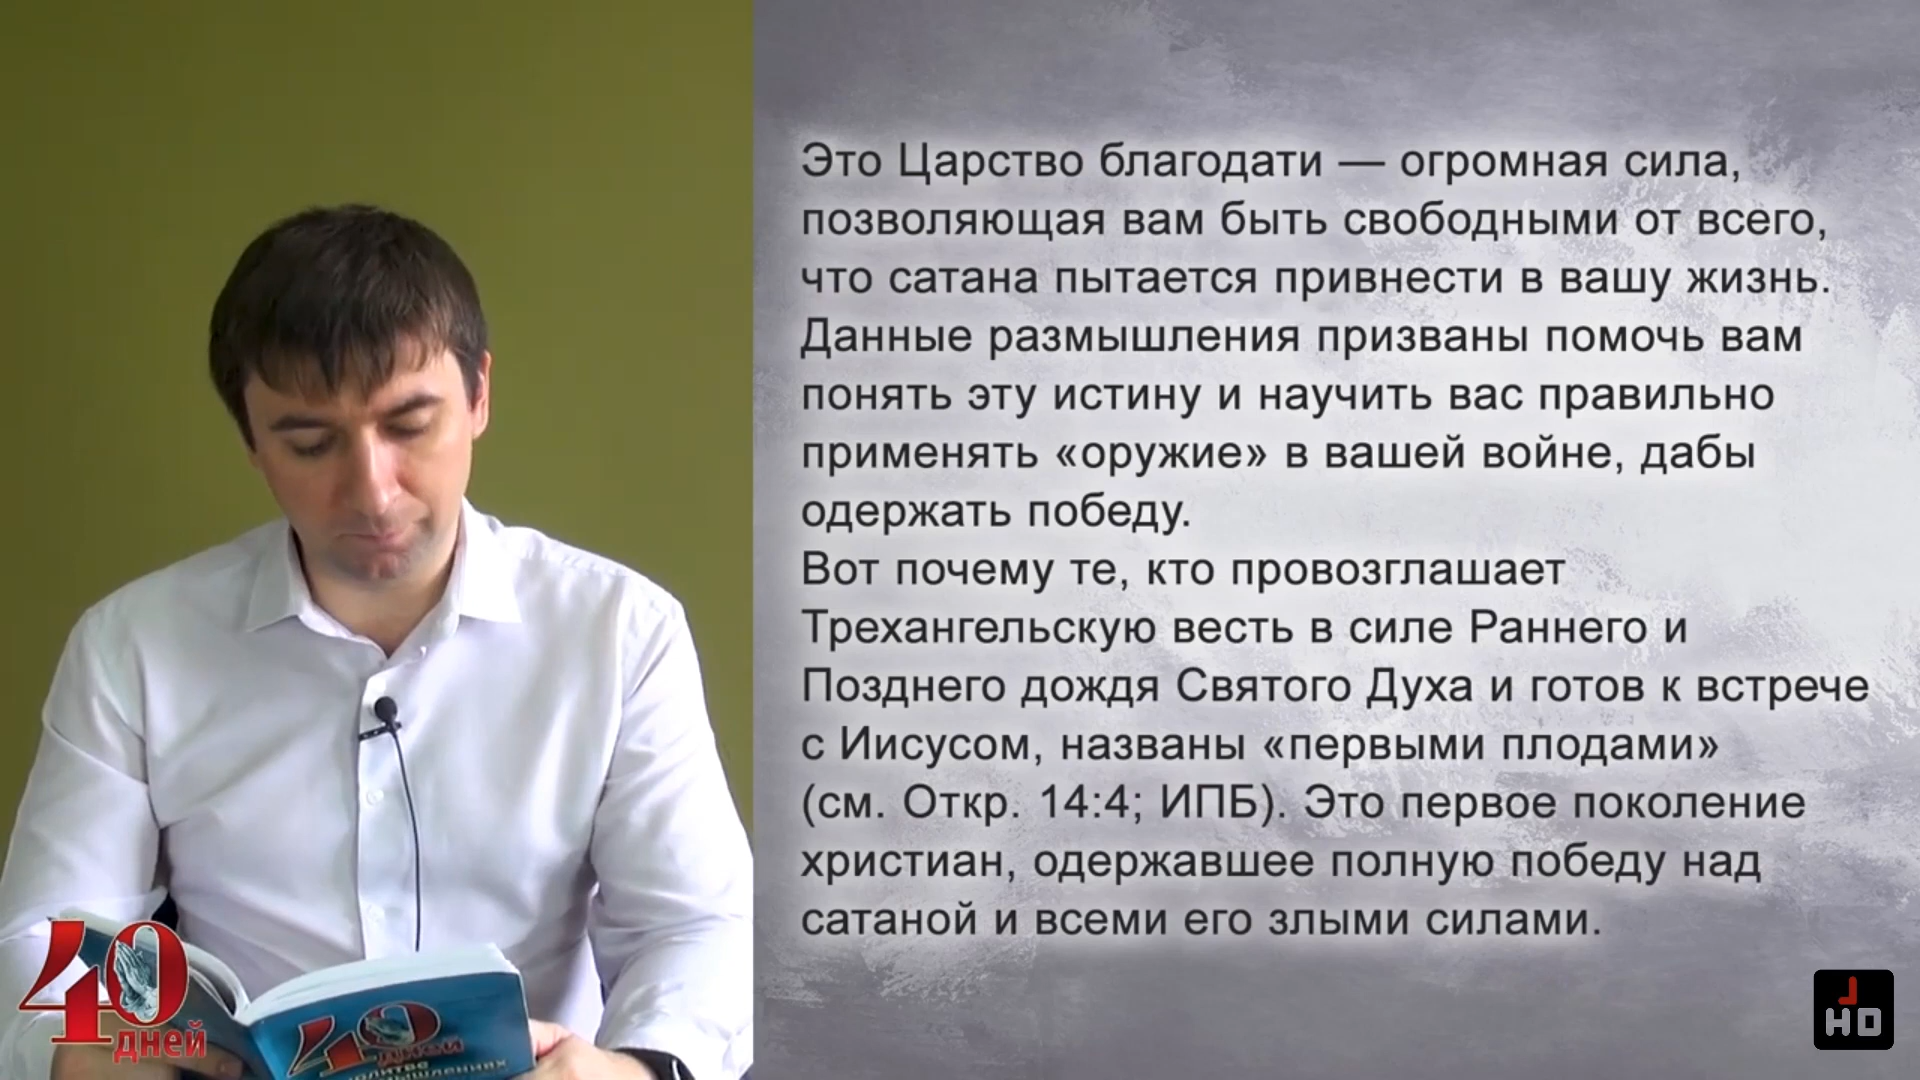 Это Царство благодати — огромная сила,
позволяющая вам быть свободными от всего,
что сатана пытается привнести в вашу жизнь.
Данные размышления призваны помочь вам
понять эту истину и научить вас правильно
применять «оружие» в вашей войне, дабы
одержать победу.
Вот почему те, кто провозглашает
Трехангельскую весть в силе Раннего и
Позднего дождя Святого Духа и готов к встрече
с Иисусом, названы «первыми плодами»
(см. Откр. 14:4; ИПБ). Это первое поколение
христиан, одержавшее полную победу над
сатаной и всеми его злыми силами.
40
дней
40
дней